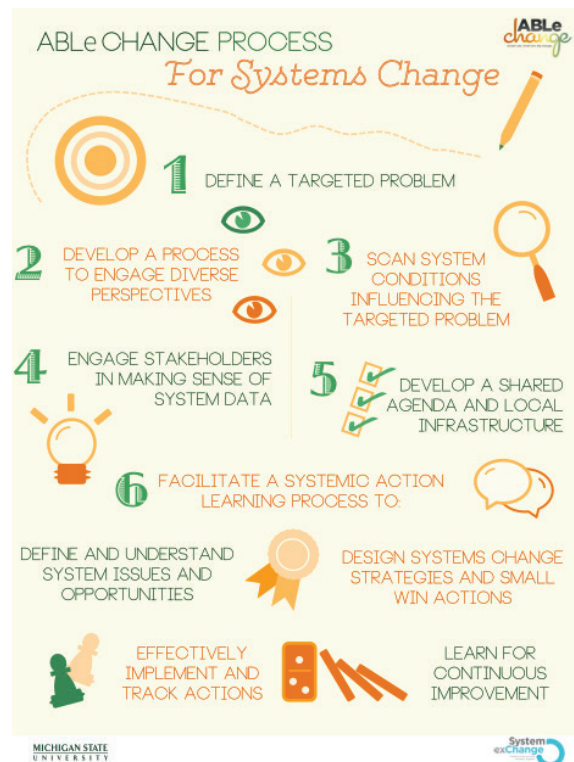 ABLe CHANGE PROCESS
For Systems Change
ABLe
change
1 DEFINE A TARGETED PROBLEM
2 DEVELOP A PROCESS
TO ENGAGE DIVERSE
PERSPECTIVES
3 SCAN SYSTEM
CONDITIONS
INFLUENCING THE
TARGETED PROBLEM
4 ENGAGE STAKEHOLDERS
IN MAKING SENSE OF
SYSTEM DATA
5 DEVELOP A SHARED
AGENDA AND LOCAL
INFRASTRUCTURE
6 FACILITATE A SYSTEMIC ACTION
LEARNING PROCESS TO:
DEFINE AND UNDERSTAND
SYSTEM ISSUES AND
OPPORTUNITIES
DESIGN SYSTEMS CHANGE
STRATEGIES AND SMALL
WIN ACTIONS
EFFECTIVELY
IMPLEMENT AND
TRACK ACTIONS
LEARN FOR
CONTINUOUS
IMPROVEMENT
MICHIGAN STATE
UNIVERSITY
System
exChange